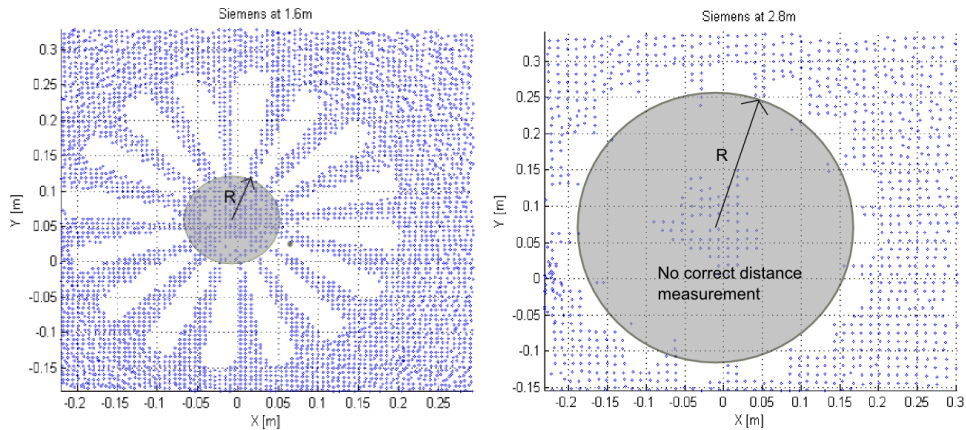 Siemens at 1.6m
0.3
0.25
0.2
0.15
0.1
0.05
0
-0.05
-0.1
-0.15
Y [m]
R
-0.2 -0.15 -0.1 -0.05 0 0.05 0.1 0.15 0.2 0.25
X [m]
Siemens at 2.8m
0.3
0.25
0.2
0.15
0.1
0.05
0
-0.05
-0.1
-0.15
Y [m]
R
No correct distance
measurement
-0.2 -0.15 -0.1 -0.05 0 0.05 0.1 0.15 0.2 0.25 0.3
X [m]